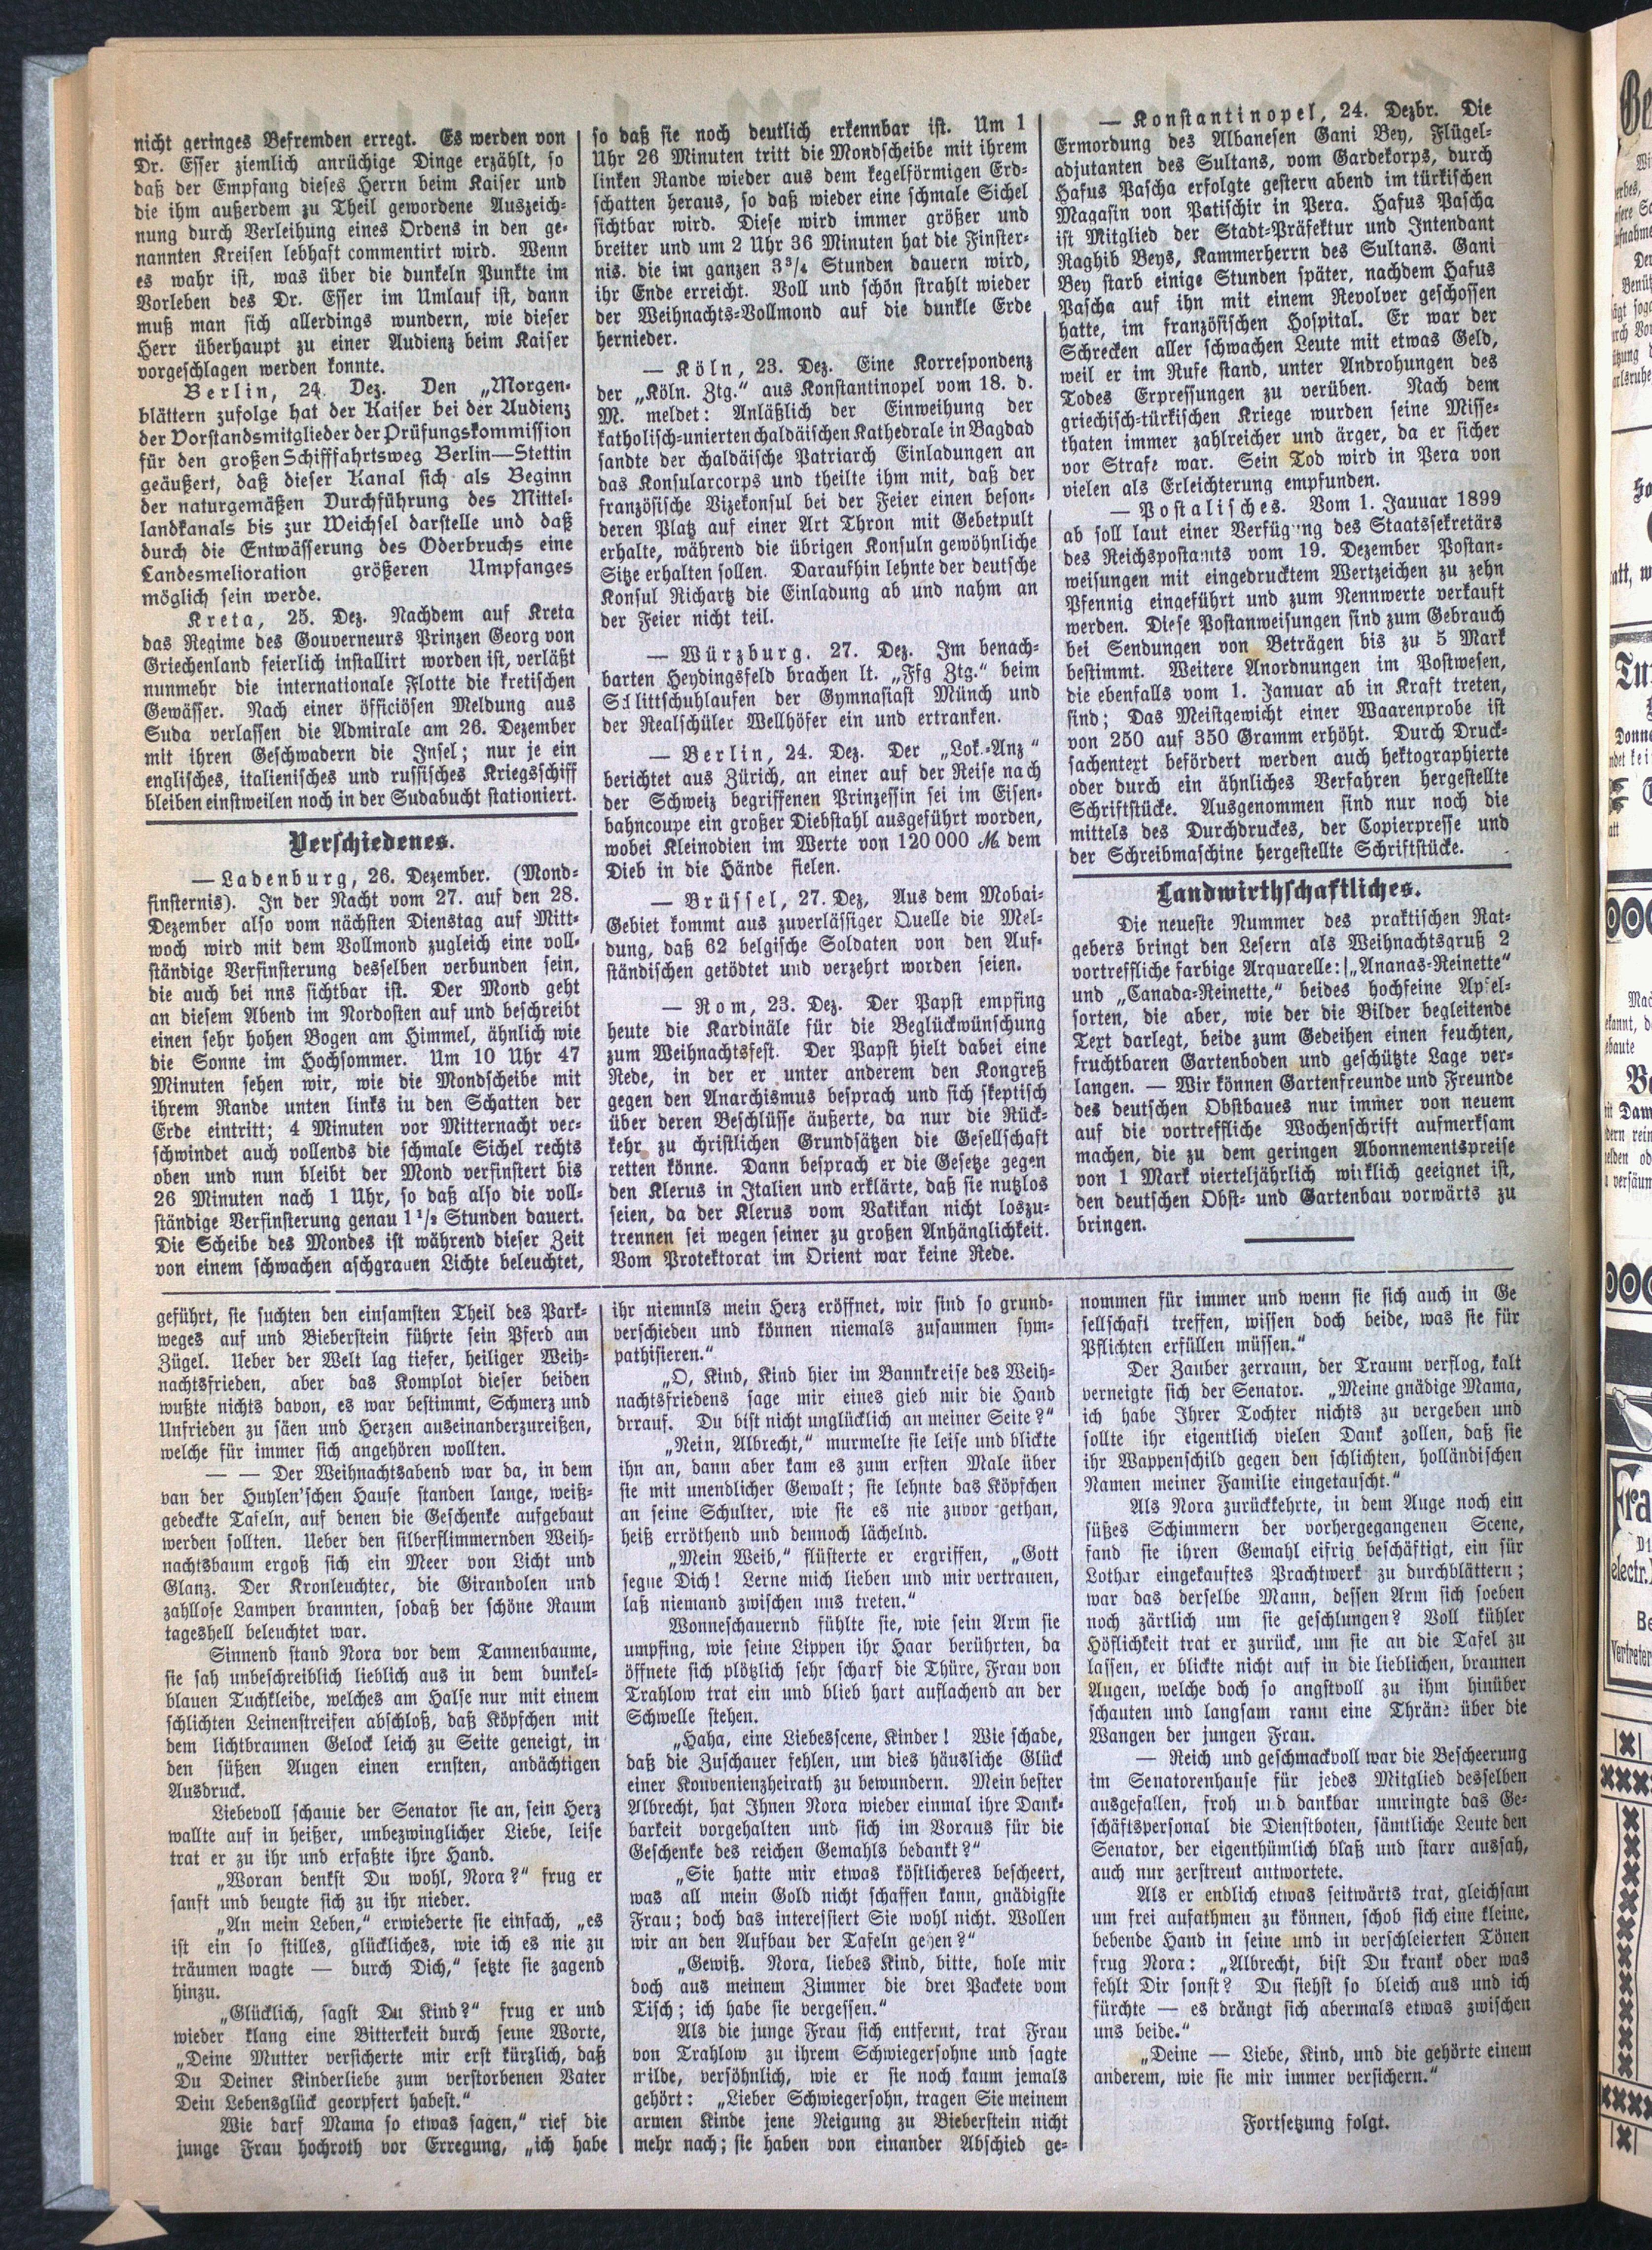 nicht geringes Befremden erregt. Es werden von
Dr. Esser ziemlich anrüchige Dinge erzählt, so
daß der Empfang dieses Herrn beim Kaiser und
die ihm außerdem zu Theil gewordene Auszeich-
nung durch Verleihung eines Ordens in den ge-
nannten Kreisen lebhaft commentirt wird. Wenn
es wahr ist, was über die dunkeln Punkte im
Vorleben des Dr. Esser im Umlauf ist, dann
muß man sich allerdings wundern, wie dieser
Herr überhaupt zu einer Audienz beim Kaiser
vorgeschlagen werden konnte.
Berlin, 24. Dez. Den „Morgen-
blättern zufolge hat der Kaiser bei der Audienz
der Vorstandsmitglieder der Prüfungskommission
für den großen Schifffahrtsweg Berlin—Stettin
geäußert, daß dieser Kanal sich als Beginn
der naturgemäßen Durchführung des Mittel-
landkanals bis zur Weichsel darstelle und daß
durch die Entwässerung des Oderbruchs eine
Landesmelioration größeren Umpfanges
möglich sein werde.
Kreta, 25. Dez. Nachdem auf Kreta
das Regime des Gouverneurs Prinzen Georg von
Griechenland feierlich installirt worden ist, verläßt
nunmehr die internationale Flotte die kretischen
Gewässer. Nach einer öfficiösen Meldung aus
Suda verlassen die Admirale am 26. Dezember
mit ihren Geschwadern die Insel; nur je ein
englisches, italienisches und russisches Kriegsschiff
bleiben einstweilen noch in der Sudabucht stationiert.
Verschiedenes.
— Ladenburg, 26. Dezember. (Mond-
finsternis). In der Nacht vom 27. auf den 28.
Dezember also vom nächsten Dienstag auf Mitt-
woch wird mit dem Vollmond zugleich eine voll-
ständige Verfinsterung desselben verbunden sein,
die auch bei nns sichtbar ist. Der Mond geht
an diesem Abend im Nordosten auf und beschreibt
einen sehr hohen Bogen am Himmel, ähnlich wie
die Sonne im Hochsommer. Um 10 Uhr 47
Minuten sehen wir, wie die Mondscheibe mit
ihrem Rande unten links iu den Schatten der
Erde eintritt; 4 Minuten vor Mitternacht ver-
schwindet auch vollends die schmale Sichel rechts
oben und nun bleibt der Mond verfinstert bis
26 Minuten nach 1 Uhr, so daß also die voll-
ständige Verfinsterung genau 1 1/2 Stunden dauert.
Die Scheibe des Mondes ist während dieser Zeit
von einem schwachen aschgrauen Lichte beleuchtet,
so daß sie noch deutlich erkennbar ist. Um 1
Uhr 26 Minuten tritt die Mondscheibe mit ihrem
linken Rande wieder aus dem kegelförmigen Erd-
schatten heraus, so daß wieder eine schmale Sichel
sichtbar wird. Diese wird immer größer und
breiter und um 2 Uhr 36 Minuten hat die Finster-
nis. die im ganzen 3 3/4 Stunden dauern wird,
ihr Ende erreicht. Voll und schön strahlt wieder
der Weihnachts-Vollmond auf die dunkle Erde
hernieder.
— Köln, 23. Dez. Eine Korrespondenz
der „Köln. Ztg." aus Konstantinopel vom 18. d.
M. meldet: Anläßlich der Einweihung der
katholisch-unierten chaldäischen Kathedrale in Bagdad
sandte der chaldäische Patriarch Einladungen an
das Konsularcorps und theilte ihm mit, daß der
französische Vizekonsul bei der Feier einen beson-
deren Platz auf einer Art Thron mit Gebetpult
erhalte, während die übrigen Konsuln gewöhnliche
Sitze erhalten sollen. Daraufhin lehnte der deutsche
Konsul Richartz die Einladung ab und nahm an
der Feier nicht teil.
— Würzburg. 27. Dez. Im benach-
barten Heydingsfeld brachen lt. „Ffg Ztg." beim
Schlittschuhlaufen der Gymnasiast Münch und
der Realschüler Wellhöfer ein und ertranken.
— Berlin, 24. Dez. Der „Lok.-Anz"
berichtet aus Zürich, an einer auf der Reise nach
der Schweiz begriffenen Prinzessin sei im Eisen-
bahncoupe ein großer Diebstahl ausgeführt worden,
wobei Kleinodien im Werte von 120 000 M. dem
Dieb in die Hände fielen.
— Brüssel, 27. Dez, Aus dem Mobai-
Gebiet kommt aus zuverlässiger Quelle die Mel-
dung, daß 62 belgische Soldaten von den Auf-
ständischen getödtet und verzehrt worden seien.
— Rom, 23. Dez. Der Papst empfing
heute die Kardinäle für die Beglückwünschung
zum Weihnachtsfest. Der Papst hielt dabei eine
Rede, in der er unter anderem den Kongreß
gegen den Anarchismus besprach und sich skeptisch
über deren Beschlüsse äußerte, da nur die Rück-
kehr zu christlichen Grundsätzen die Gesellschaft
retten könne. Dann besprach er die Gesetze gegen
den Klerus in Italien und erklärte, daß sie nutzlos
seien, da der Klerus vom Vatikan nicht loszu-
trennen sei wegen seiner zu großen Anhänglichkeit.
Vom Protektorat im Orient war keine Rede.
— Konstantinopel, 24. Dezbr. Die
Ermordung des Albanesen Gani Bey, Flügel-
adjutanten des Sultans, vom Gardekorps, durch
Hafus Pascha erfolgte gestern abend im türkischen
Magasin von Patischir in Pera. Hafus Pascha
ist Mitglied der Stadt-Präfektur und Intendant
Raghib Beys, Kammerherrn des Sultans. Gani
Bey starb einige Stunden später, nachdem Hafus
Pascha auf ihn mit einem Revolver geschossen
hatte, im französischen Hospital. Er war der
Schrecken aller schwachen Leute mit etwas Geld,
weil er im Rufe stand, unter Androhungen des
Todes Erpressungen zu verüben. Nach dem
griechisch-türkischen Kriege wurden seine Misse-
thaten immer zahlreicher und ärger, da er sicher
vor Strafe war. Sein Tod wird in Pera von
vielen als Erleichterung empfunden.
— Postalisches. Vom 1. Jauuar 1899
ab soll laut einer Verfügung des Staatssekretärs
des Reichspostamts vom 19. Dezember Postan-
weisungen mit eingedrucktem Wertzeichen zu zehn
Pfennig eingeführt und zum Nennwerte verkauft
werden. Diese Postanweisungen sind zum Gebrauch
bei Sendungen von Beträgen bis zu 5 Mark
bestimmt. Weitere Anordnungen im Postwesen,
die ebenfalls vom 1. Januar ab in Kraft treten,
sind; Das Meistgewicht einer Waarenprobe ist
von 250 auf 350 Gramm erhöht. Durch Druck-
sachentext befördert werden auch hektographierte
oder durch ein ähnliches Verfahren hergestellte
Schriftstücke. Ausgenommen sind nur noch die
mittels des Durchdruckes, der Copierpresse und
der Schreibmaschine hergestellte Schriftstücke.
Landwirthschaftliches.
Die neueste Nummer des praktischen Rat-
gebers bringt den Lesern als Weihnachtsgruß 2
vortreffliche farbige Arquarelle: „Ananas-Reinette"
und „Canada-Reinette," beides hochfeine Apfel-
sorten, die aber, wie der die Bilder begleitende
Text darlegt, beide zum Gedeihen einen feuchten,
fruchtbaren Gartenboden und geschützte Lage ver-
langen. — Wir können Gartenfreunde und Freunde
des deutschen Obstbaues nur immer von neuem
auf die vortreffliche Wochenschrift aufmerksam
machen, die zu dem geringen Abonnementspreise
von 1 Mark vierteljährlich wirklich geeignet ist,
den deutschen Obst- und Gartenbau vorwärts zu
bringen.
geführt, sie suchten den einsamsten Theil des Park-
weges auf und Bieberstein führte sein Pferd am
Zügel. Ueber der Welt lag tiefer, heiliger Weih-
nachtsfrieden, aber das Komplot dieser beiden
wußte nichts davon, es war bestimmt, Schmerz und
Unfrieden zu säen und Herzen auseinanderzureißen,
welche für immer sich angehören wollten.
— — Der Weihnachtsabend war da, in dem
van der Huylen'schen Hause standen lange, weiß-
gedeckte Tafeln, auf denen die Geschenke aufgebaut
werden sollten. Ueber den silberflimmernden Weih-
nachtsbaum ergoß sich ein Meer von Licht und
Glanz. Der Kronleuchter, die Girandolen und
zahllose Lampen brannten, sodaß der schöne Raum
tageshell beleuchtet war.
Sinnend stand Nora vor dem Tannenbaume,
sie sah unbeschreiblich lieblich aus in dem dunkel-
blauen Tuchkleide, welches am Halse nur mit einem
schlichten Leinenstreifen abschloß, daß Köpfchen mit
dem lichtbraunen Gelock leich zu Seite geneigt, in
den süßen Augen einen ernsten, andächtigen
Ausdruck.
Liebevoll schaute der Senator sie an, sein Herz
wallte auf in heißer, unbezwinglicher Liebe, leise
trat er zu ihr und erfaßte ihre Hand.
„Woran denkst Du wohl, Nora?" frug er
sanft und beugte sich zu ihr nieder.
„An mein Leben," erwiederte sie einfach, „es
ist ein so stilles, glückliches, wie ich es nie zu
träumen wagte — durch Dich," setzte sie zagend
hinzu.
„Glücklich, sagst Du Kind?" frug er und
wieder klang eine Bitterkeit durch seine Worte,
„Deine Mutter versicherte mir erst kürzlich, daß
Du Deiner Kinderliebe zum verstorbenen Vater
Dein Lebensglück georpfert habest."
Wie darf Mama so etwas sagen," rief die
junge Frau hochroth vor Erregung, „ich habe
ihr niemnls mein Herz eröffnet, wir sind so grund-
verschieden und können niemals zusammen sym-
pathisieren."
„O, Kind, Kind hier im Bannkreise des Weih-
nachtsfriedens sage mir eines gieb mir die Hand
drrauf. Du bist nicht unglücklich an meiner Seite?"
„Nein, Albrecht," murmelte sie leise und blickte
ihn an, dann aber kam es zum ersten Male über
sie mit unendlicher Gewalt; sie lehnte das Köpfchen
an seine Schulter, wie sie es nie zuvor gethan,
heiß erröthend und dennoch lächelnd.
„Mein Weib," flüsterte er ergriffen, „Gott
segne Dich! Lerne mich lieben und mir vertrauen,
laß niemand zwischen uns treten."
Wonneschauernd fühlte sie, wie sein Arm sie
umpfing, wie seine Lippen ihr Haar berührten, da
öffnete sich plötzlich sehr scharf die Thüre, Frau von
Trahlow trat ein und blieb hart auflachend an der
Schwelle stehen.
„Haha, eine Liebesscene, Kinder! Wie schade,
daß die Zuschauer fehlen, um dies häusliche Glück
einer Konvenienzheirath zu bewundern. Mein bester
Albrecht, hat Ihnen Nora wieder einmal ihre Dank-
barkeit vorgehalten und sich im Voraus für die
Geschenke des reichen Gemahls bedankt?"
„Sie hatte mir etwas köstlicheres bescheert,
was all mein Gold nicht schaffen kann, gnädigste
Frau; doch das interessiert Sie wohl nicht. Wollen
wir an den Aufbau der Tafeln gehen?"
„Gewiß. Nora, liebes Kind, bitte, hole mir
doch aus meinem Zimmer die drei Packete vom
Tisch; ich habe sie vergessen."
Als die junge Frau sich entfernt, trat Frau
von Trahlow zu ihrem Schwiegersohne und sagte
milde, versöhnlich, wie er sie noch kaum jemals
gehört: „Lieber Schwiegersohn, tragen Sie meinem
armen Kinde jene Neigung zu Bieberstein nicht
mehr nach; sie haben von einander Abschied ge-
nommen für immer und wenn sie sich auch in Ge
sellschaft treffen, wissen doch beide, was sie für
Pflichten erfüllen müssen."
Der Zauber zerrann, der Traum verflog, kalt
verneigte sich der Senator. „Meine gnädige Mama,
ich habe Ihrer Tochter nichts zu vergeben und
sollte ihr eigentlich vielen Dank zollen, daß sie
ihr Wappenschild gegen den schlichten, holländischen
Namen meiner Familie eingetauscht."
Als Nora zurückkehrte, in dem Auge noch ein
süßes Schimmern der vorhergegangenen Scene,
fand sie ihren Gemahl eifrig beschäftigt, ein für
Lothar eingekauftes Prachtwerk zu durchblättern;
war das derselbe Mann, dessen Arm sich soeben
noch zärtlich um sie geschlungen? Voll kühler
Höflichkeit trat er zurück, um sie an die Tafel zu
lassen, er blickte nicht auf in die lieblichen, braunen
Augen, welche doch so angstvoll zu ihm hinüber
schauten und langsam rann eine Thräne über die
Wangen der jungen Frau.
— Reich und geschmackvoll war die Bescheerung
im Senatorenhause für jedes Mitglied desselben
ausgefallen, froh und dankbar umringte das Ge-
schäftspersonal die Dienstboten, sämtliche Leute den
Senator, der eigenthümlich blaß und starr aussah,
auch nur zerstreut antwortete.
Als er endlich etwas seitwärts trat, gleichsam
um frei aufathmen zu können, schob sich eine kleine,
bebende Hand in seine und in verschleierten Tönen
frug Nora: „Albrecht, bist Du krank oder was
fehlt Dir sonst? Du siehst so bleich aus und ich
fürchte — es drängt sich abermals etwas zwischen
uns beide."
„Deine — Liebe, Kind, und die gehörte einem
anderem, wie sie mir immer versichern."
Fortsetzung folgt.